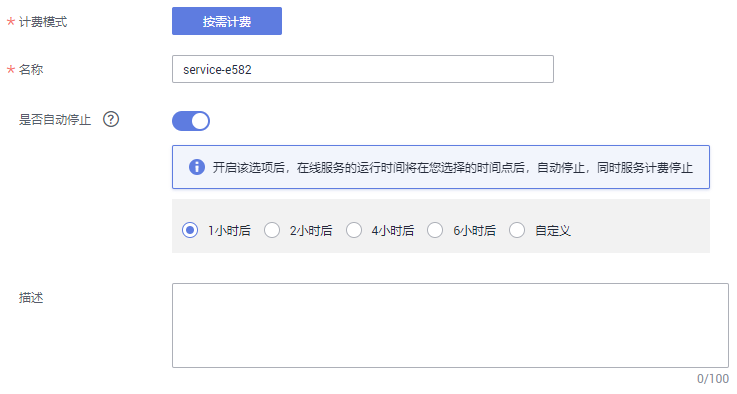 * 计费模式 按需计费
* 名称 service-e582
是否自动停止 ?
开启该选项后，在线服务的运行时间将在您选择的时间点后，自动停止，同时服务计费停止
1小时后 2小时后 4小时后 6小时后 自定义
描述
0/100